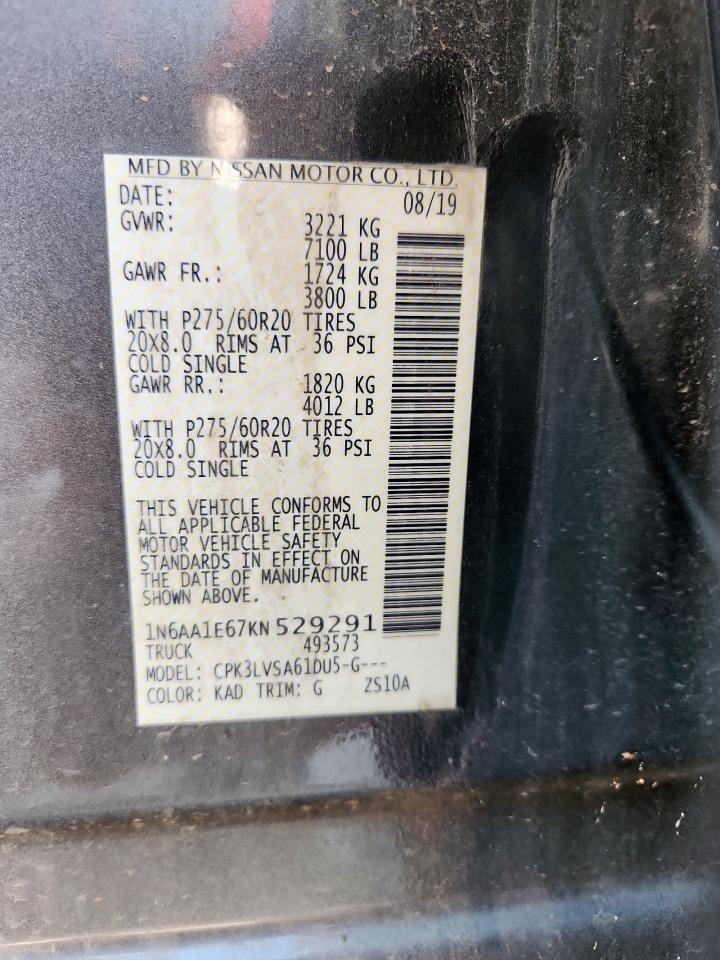 MFD BY NISSAN MOTOR CO., LTD.
DATE: 08/19
GVWR: 3221 KG
7100 LB
GAWR FR.: 1724 KG
3800 LB
WITH P275/60R20 TIRES
20X8.0 RIMS AT 36 PSI
COLD SINGLE
GAWR RR.: 1820 KG
4012 LB
WITH P275/60R20 TIRES
20X8.0 RIMS AT 36 PSI
COLD SINGLE
THIS VEHICLE CONFORMS TO
ALL APPLICABLE FEDERAL
MOTOR VEHICLE SAFETY
STANDARDS IN EFFECT ON
THE DATE OF MANUFACTURE
SHOWN ABOVE.
1N6AA1E67KN 529291
TRUCK 493573
MODEL: CPK3LVSA61DU5-G---
COLOR: KAD TRIM: G ZS10A